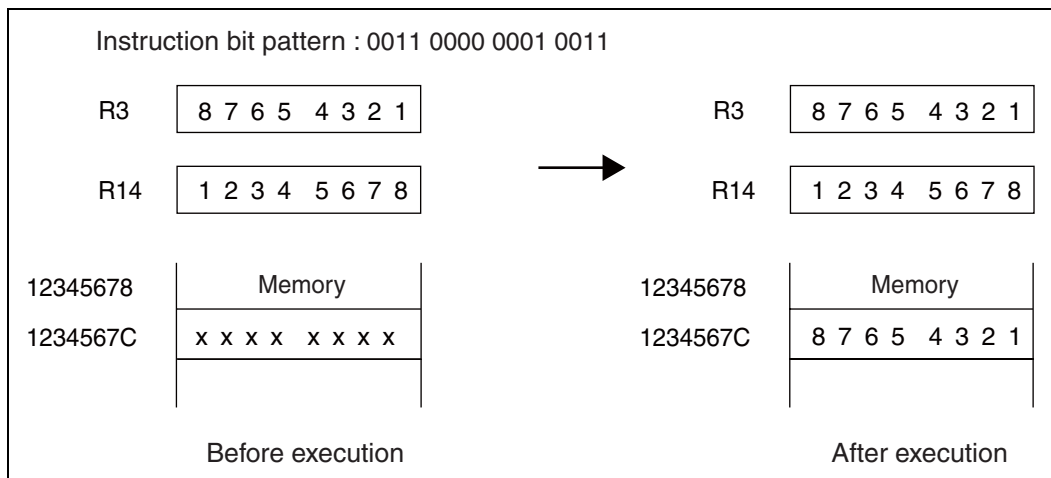 Instruction bit pattern : 0011 0000 0001 0011
R3 8 7 6 5 4 3 2 1 R3 8 7 6 5 4 3 2 1
R14 1 2 3 4 5 6 7 8 R14 1 2 3 4 5 6 7 8
12345678 Memory 12345678 Memory
1234567C x x x x x x x x 1234567C 8 7 6 5 4 3 2 1
Before execution After execution